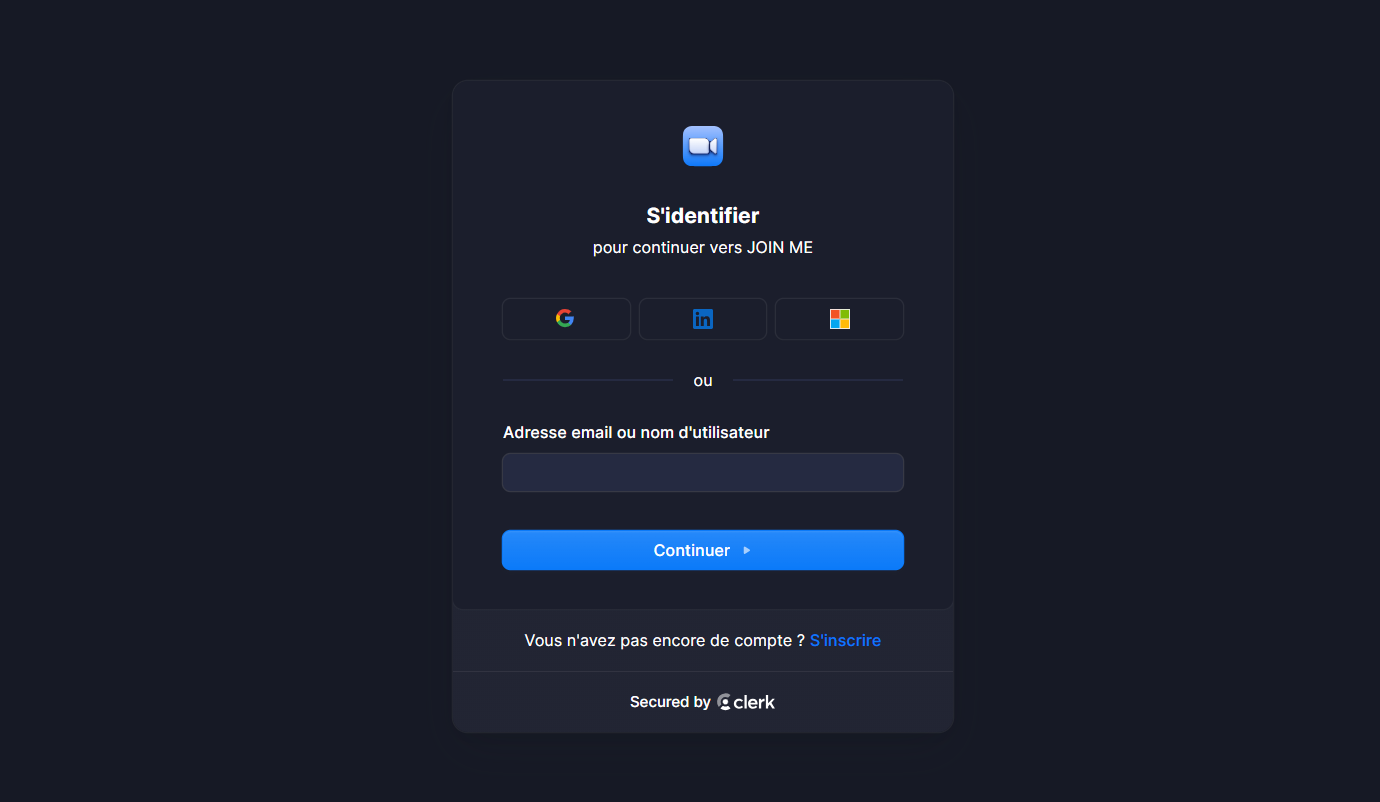 S'identifier
pour continuer vers JOIN ME
ou
Adresse email ou nom d'utilisateur
Continuer
Vous n'avez pas encore de compte ? S'inscrire
Secured by clerk